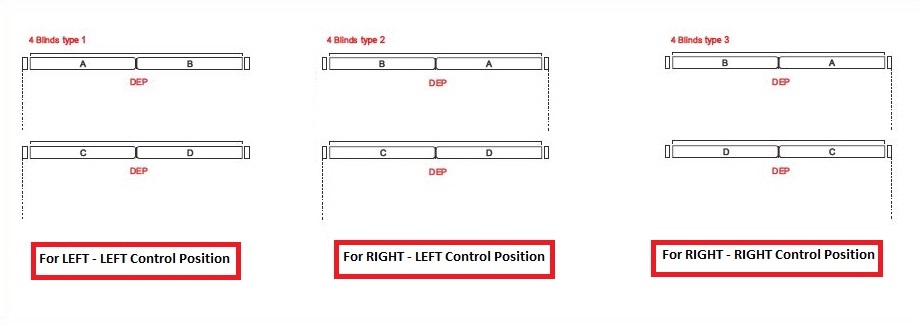 4 Blinds type 1
A B
DEP
C D
DEP
For LEFT - LEFT Control Position
4 Blinds type 2
B A
DEP
C D
DEP
For RIGHT - LEFT Control Position
4 Blinds type 3
B A
DEP
D C
DEP
For RIGHT - RIGHT Control Position